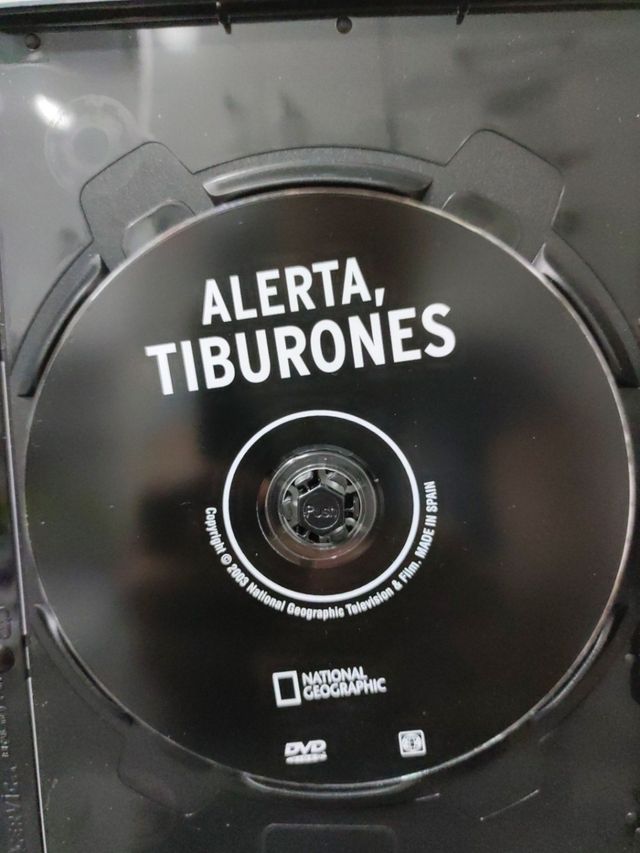 ALERTA,
TIBURONES
Push
Copyright © 2003 National Geographic Television & Film. MADE IN SPAIN
NATIONAL
GEOGRAPHIC
DVD